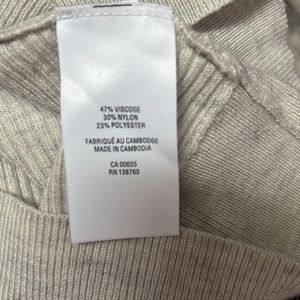 47% VISCOSE
30% NYLON
23% POLYESTER
FABRIQUÉ AU CAMBODGE
MADE IN CAMBODIA
CA 00655
RN 138760